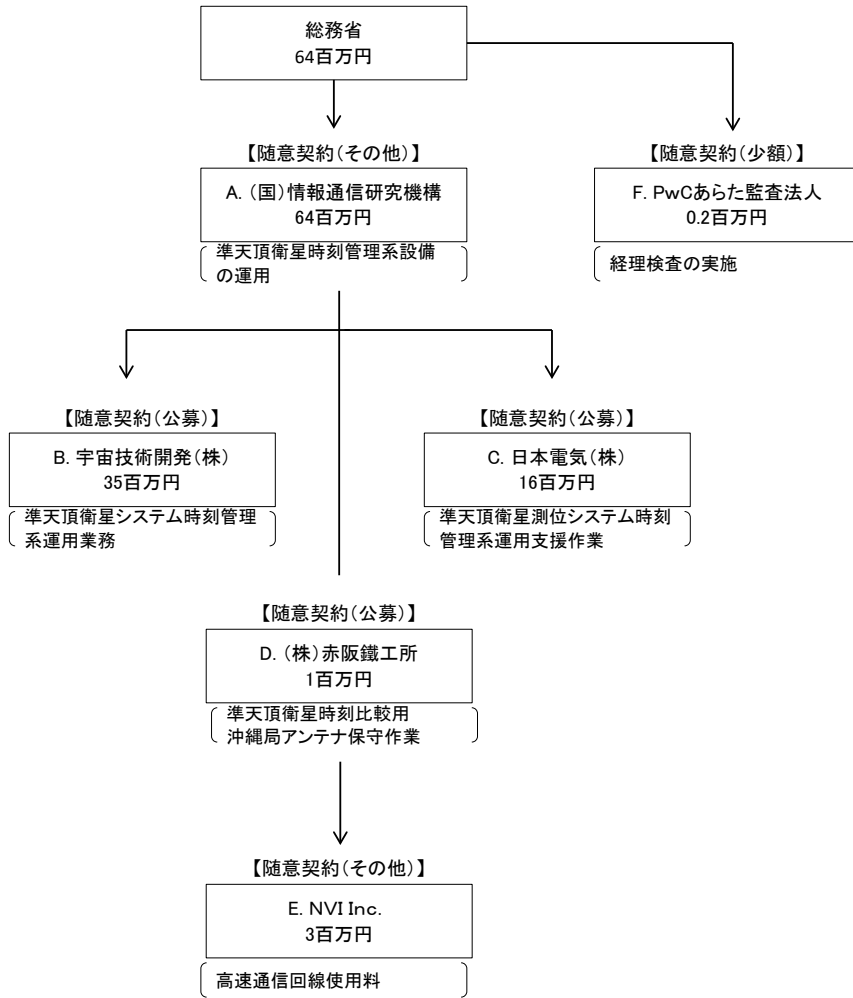 総務省
64百万円
【随意契約(その他)】
A. (国)情報通信研究機構
64百万円
準天頂衛星時刻管理系設備
の運用
【随意契約(少額)】
F. PwCあらた監査法人
0.2百万円
経理検査の実施
【随意契約(公募)】
B. 宇宙技術開発(株)
35百万円
準天頂衛星システム時刻管理
系運用業務
【随意契約(公募)】
C. 日本電気(株)
16百万円
準天頂衛星測位システム時刻
管理系運用支援作業
【随意契約(公募)】
D. (株)赤阪鐵工所
1百万円
準天頂衛星時刻比較用
沖縄局アンテナ保守作業
【随意契約(その他)】
E. NVI Inc.
3百万円
高速通信回線使用料